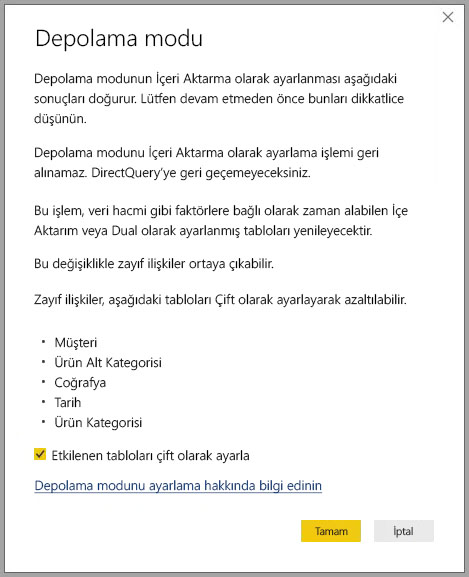 Depolama modu
Depolama modunun İçeri Aktarma olarak ayarlanması aşağıdaki
sonuçları doğurur. Lütfen devam etmeden önce bunları dikkatlice
düşünün.
Depolama modunu İçeri Aktarma olarak ayarlama işlemi geri
alınamaz. DirectQuery'ye geri geçemeyeceksiniz.
Bu işlem, veri hacmi gibi faktörlere bağlı olarak zaman alabilen İçe
Aktarım veya Dual olarak ayarlanmış tabloları yenileyecektir.
Bu değişiklikle zayıf ilişkiler ortaya çıkabilir.
Zayıf ilişkiler, aşağıdaki tabloları Çift olarak ayarlayarak azaltılabilir.
• Müşteri
• Ürün Alt Kategorisi
• Coğrafya
• Tarih
• Ürün Kategorisi
Etkilenen tabloları çift olarak ayarla
Depolama modunu ayarlama hakkında bilgi edinin
Tamam İptal